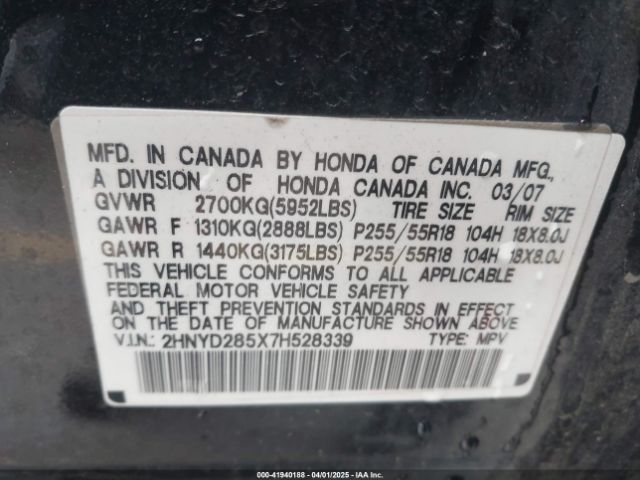 MFD. IN CANADA BY HONDA OF CANADA MFG.,
A DIVISION OF HONDA CANADA INC. 03/07
GVWR 2700KG(5952LBS) TIRE SIZE RIM SIZE
GAWR F 1310KG(2888LBS) P255/55R18 104H 18X8.0J
GAWR R 1440KG(3175LBS) P255/55R18 104H 18X8.0J
THIS VEHICLE CONFORMS TO ALL APPLICABLE
FEDERAL MOTOR VEHICLE SAFETY
AND THEFT PREVENTION STANDARDS IN EFFECT
ON THE DATE OF MANUFACTURE SHOWN ABOVE.
V.I.N.: 2HNYD285X7H528339 TYPE: MPV
000-41940188 - 04/01/2025 - IAA Inc.